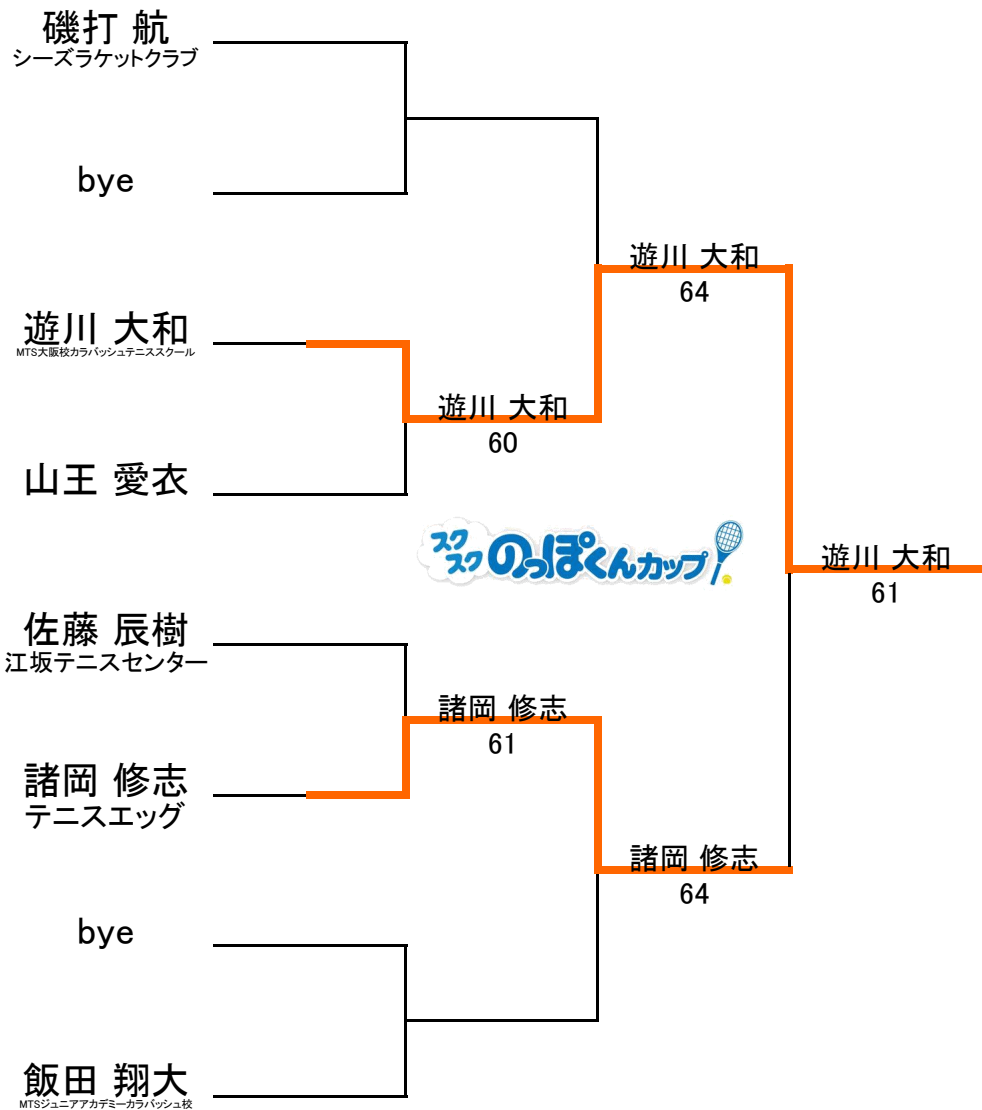 磯打 航
シーズラケットクラブ
bye
遊川 大和
64
遊川 大和
MTS大阪校カラバッシュテニススクール
遊川 大和
60
山王 愛衣
スク
スク のっぽくんカップ!
遊川 大和
61
佐藤 辰樹
江坂テニスセンター
諸岡 修志
61
諸岡 修志
テニスエッグ
諸岡 修志
64
bye
飯田 翔大
MTSジュニアアカデミーカラバッシュ校